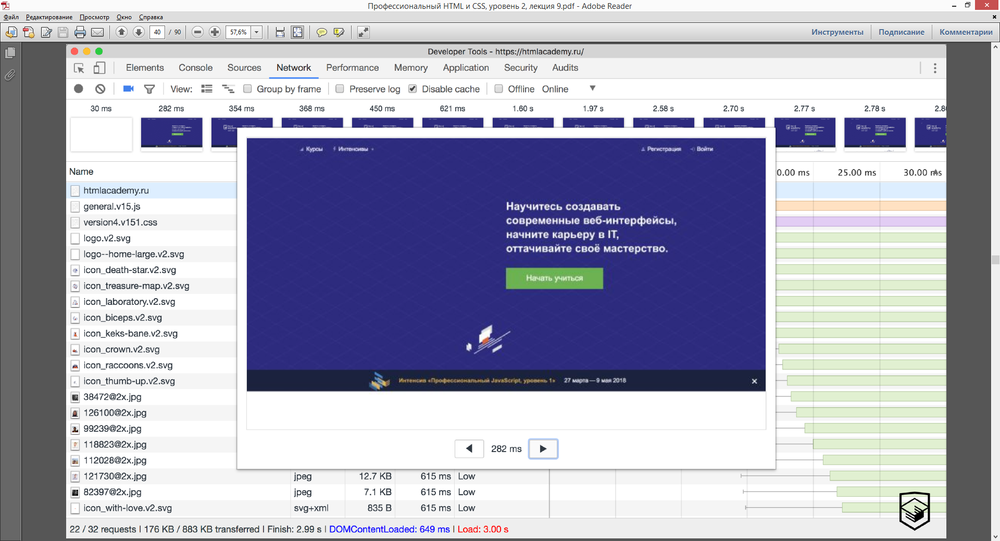 Профессиональный HTML и CSS, уровень 2, лекция 9.pdf - Adobe Reader
Файл Редактирование Просмотр Окно Справка
40 / 90 57,6% Инструменты Подписание Комментарии
Developer Tools - https://htmlacademy.ru/
Elements Console Sources Network Performance Memory Application Security Audits
View: Group by frame Preserve log Disable cache Offline Online
30 ms 282 ms 354 ms 368 ms 450 ms 621 ms 1.60 s 1.97 s 2.58 s 2.70 s 2.77 s 2.78 s 2.8
Курсы Интенсивы Регистрация Войти
Name 0.00 ms 25.00 ms 30.00 ms
htmlacademy.ru
general.v15.js
version4.v151.css
logo.v2.svg
logo--home-large.v2.svg
icon_death-star.v2.svg
icon_treasure-map.v2.svg
icon_laboratory.v2.svg
icon_biceps.v2.svg
icon_keks-bane.v2.svg
icon_crown.v2.svg
icon_raccoons.v2.svg
icon_thumb-up.v2.svg
38472@2x.jpg
126100@2x.jpg
99239@2x.jpg
118823@2x.jpg
112028@2x.jpg
Научитесь создавать
современные веб-интерфейсы,
начните карьеру в IT,
оттачивайте своё мастерство.
Начать учиться
Интенсив «Профессиональный JavaScript, уровень 1» 27 марта — 9 мая 2018
282 ms
121730@2x.jpg jpeg 12.7 KB 615 ms Low
82397@2x.jpg jpeg 7.1 KB 615 ms Low
icon_with-love.v2.svg svg+xml 835 B 615 ms Low
22 / 32 requests | 176 KB / 883 KB transferred | Finish: 2.99 s | DOMContentLoaded: 649 ms | Load: 3.00 s